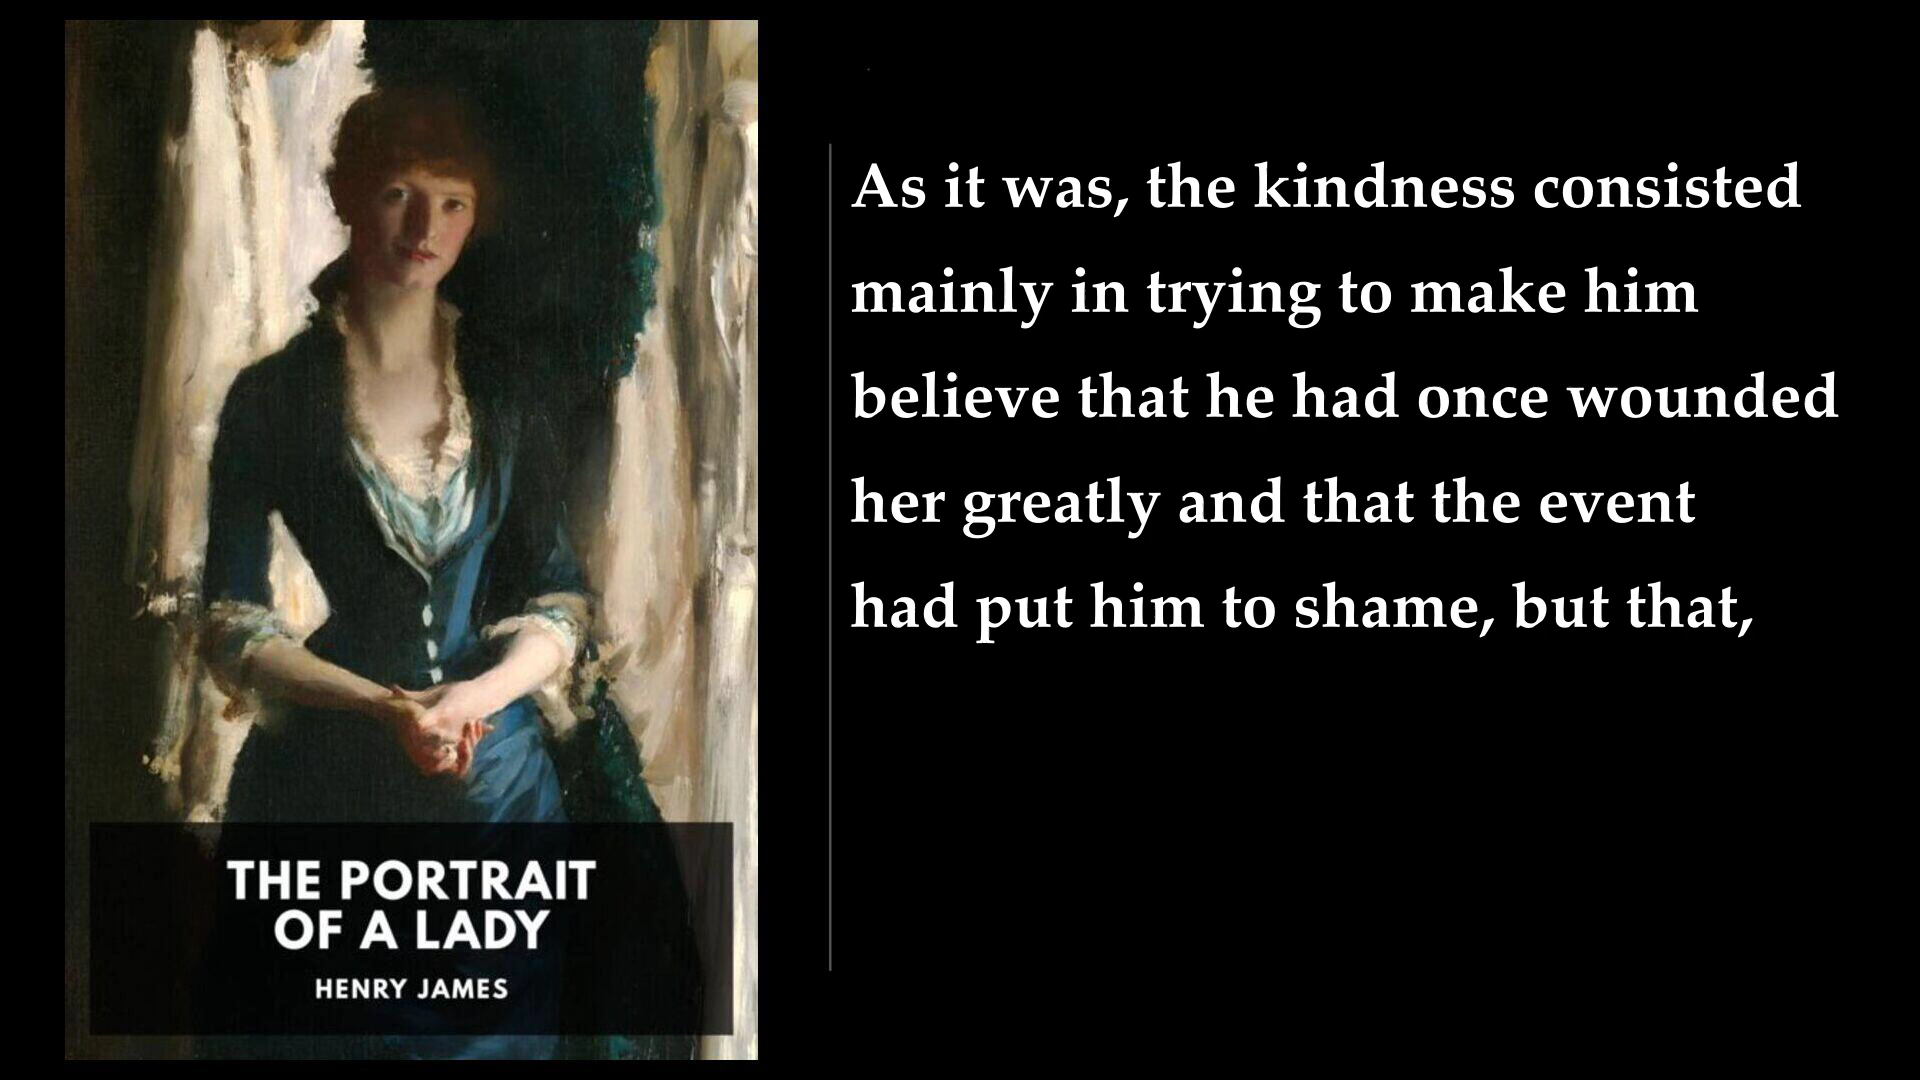 THE PORTRAIT
OF A LADY
HENRY JAMES
As it was, the kindness consisted
mainly in trying to make him
believe that he had once wounded
her greatly and that the event
had put him to shame, but that,